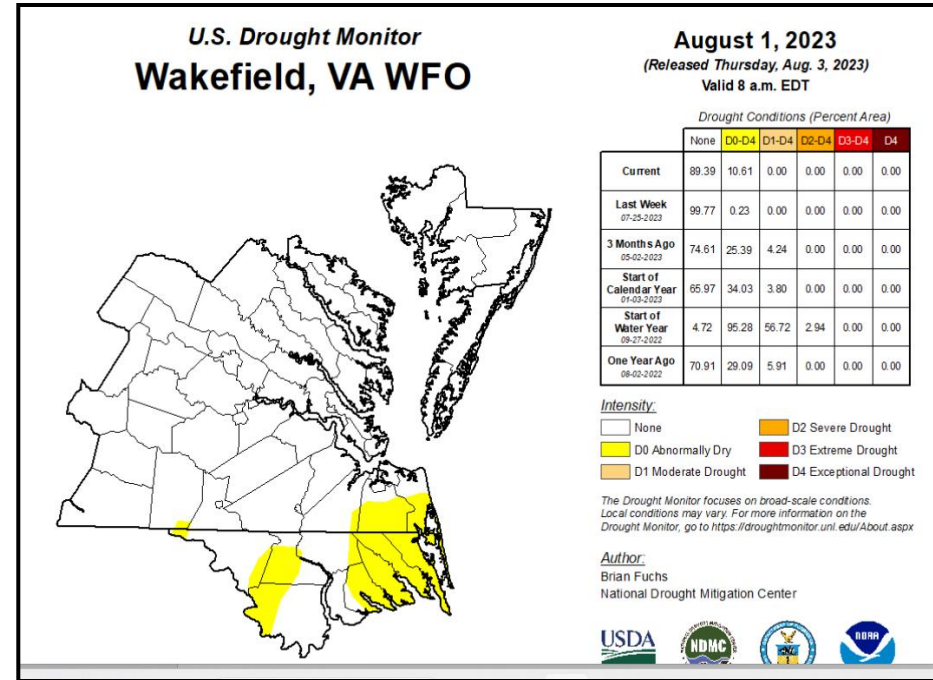 U.S. Drought Monitor
Wakefield, VA WFO
August 1, 2023
(Released Thursday, Aug. 3, 2023)
Valid 8 a.m. EDT
Drought Conditions (Percent Area)
None D0-D4 D1-D4 D2-D4 D3-D4 D4
Current 89.39 10.61 0.00 0.00 0.00 0.00
Last Week
07-25-2023 99.77 0.23 0.00 0.00 0.00 0.00
3 Months Ago
05-02-2023 74.61 25.39 4.24 0.00 0.00 0.00
Start of
Calendar Year
01-03-2023 65.97 34.03 3.80 0.00 0.00 0.00
Start of
Water Year
09-27-2022 4.72 95.28 56.72 2.94 0.00 0.00
One Year Ago
08-02-2022 70.91 29.09 5.91 0.00 0.00 0.00
Intensity:
None
D0 Abnormally Dry
D1 Moderate Drought
D2 Severe Drought
D3 Extreme Drought
D4 Exceptional Drought
The Drought Monitor focuses on broad-scale conditions.
Local conditions may vary. For more information on the
Drought Monitor, go to https://droughtmonitor.unl.edu/About.aspx
Author:
Brian Fuchs
National Drought Mitigation Center
USDA
NDMC
NOAA